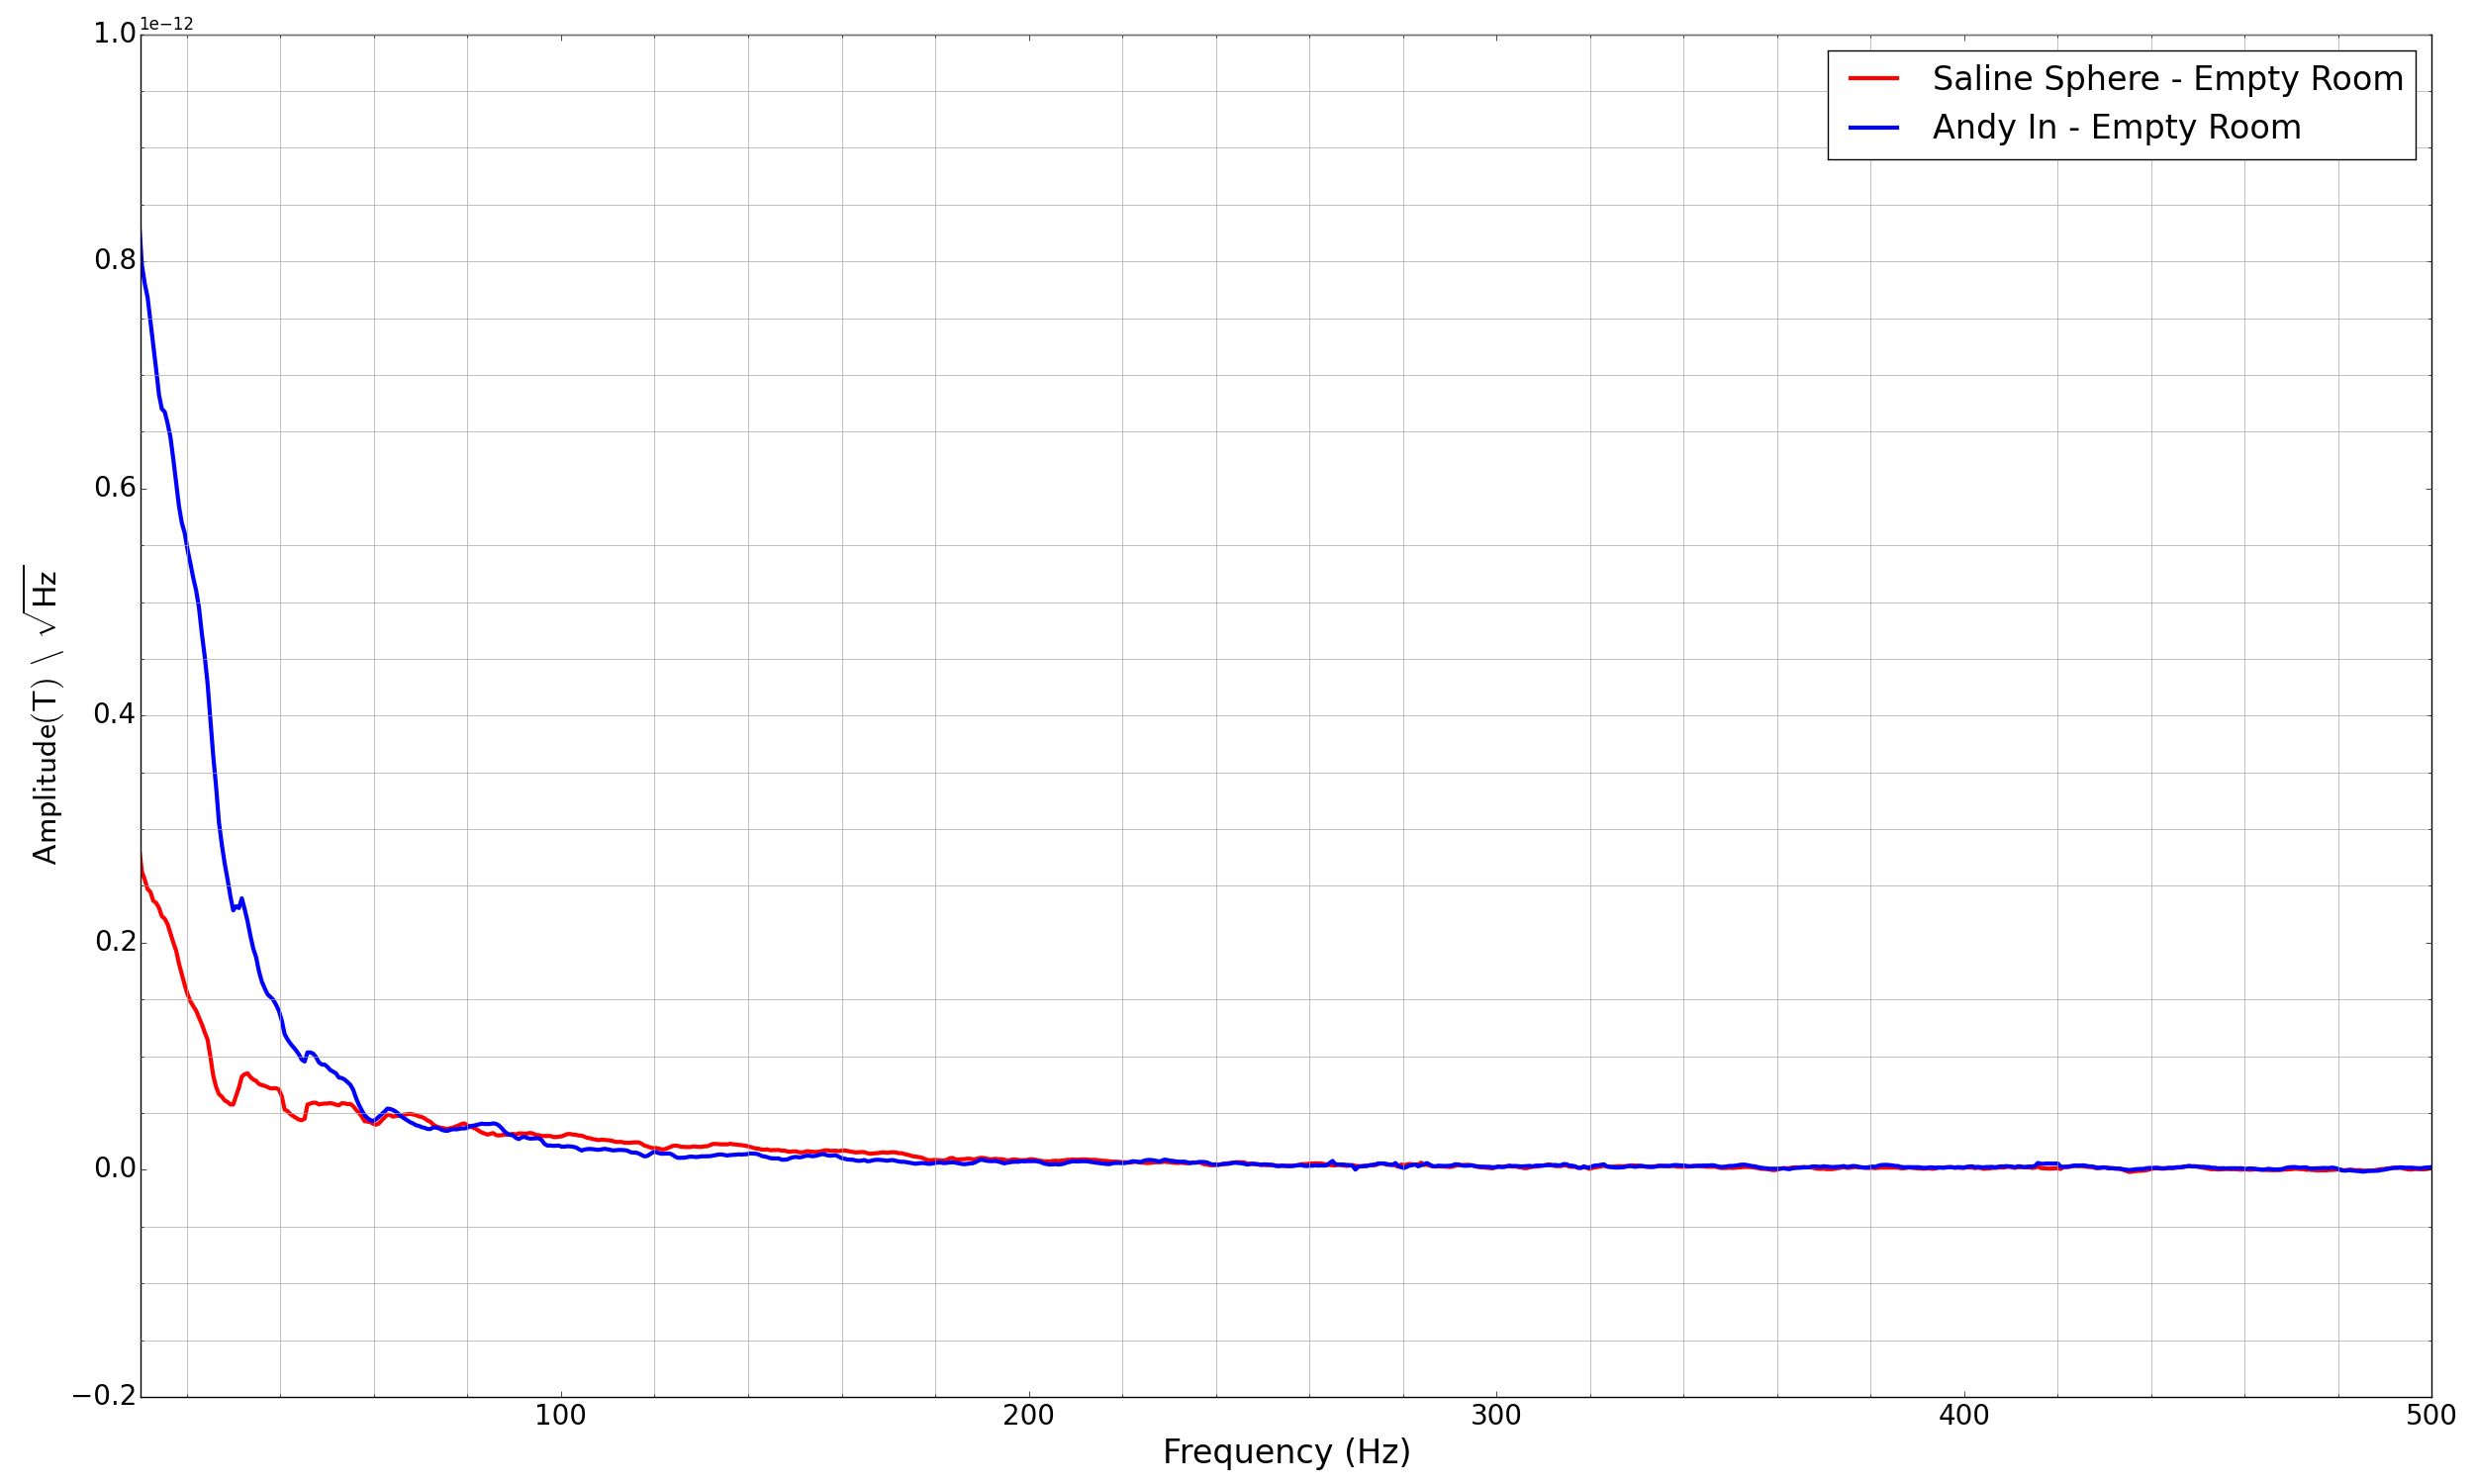 1e−12
1.0
0.8
0.6
0.4
0.2
0.0
−0.2
Amplitude(T) \ √Hz
Saline Sphere - Empty Room
Andy In - Empty Room
100 200 300 400 500
Frequency (Hz)